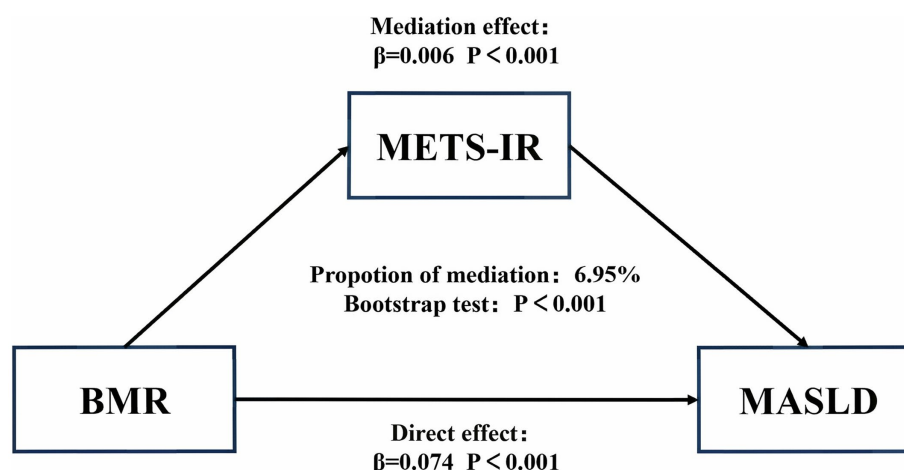 Mediation effect：
β=0.006 P＜0.001
METS-IR
Propotion of mediation：6.95%
Bootstrap test：P＜0.001
BMR
MASLD
Direct effect：
β=0.074 P＜0.001